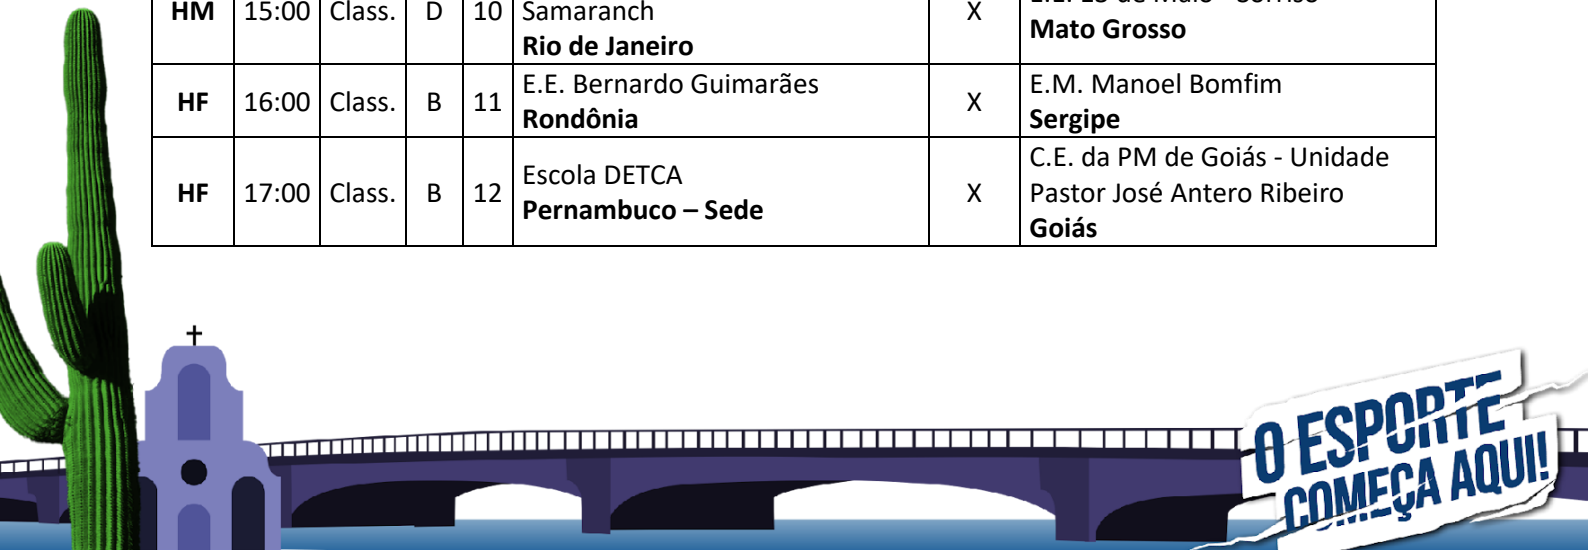 HM 15:00 Class. D 10 Samaranch X
Rio de Janeiro Mato Grosso
HF 16:00 Class. B 11 E.E. Bernardo Guimarães X E.M. Manoel Bomfim
Rondônia Sergipe
HF 17:00 Class. B 12 Escola DETCA X C.E. da PM de Goiás - Unidade
Pernambuco – Sede Pastor José Antero Ribeiro
Goiás
O ESPORTE
COMEÇA AQUI!